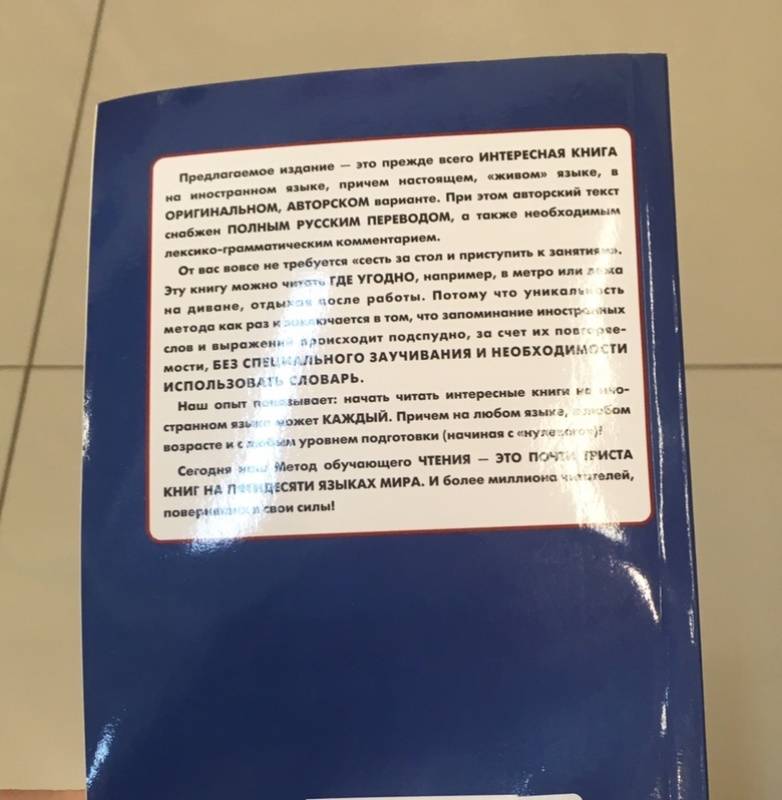 Предлагаемое издание — это прежде всего ИНТЕРЕСНАЯ КНИГА
на иностранном языке, причем настоящем, «живом» языке, в
ОРИГИНАЛЬНОМ, АВТОРСКОМ варианте. При этом авторский текст
снабжен ПОЛНЫМ РУССКИМ ПЕРЕВОДОМ, а также необходимым
лексико-грамматическим комментарием.
От вас вовсе не требуется «сесть за стол и приступить к занятиям».
Эту книгу можно читать ГДЕ УГОДНО, например, в метро или лежа
на диване, отдыхая после работы. Потому что уникальность
метода как раз и заключается в том, что запоминание иностранных
слов и выражений происходит подспудно, за счет их повторяе-
мости, БЕЗ СПЕЦИАЛЬНОГО ЗАУЧИВАНИЯ И НЕОБХОДИМОСТИ
ИСПОЛЬЗОВАТЬ СЛОВАРЬ.
Наш опыт показывает: начать читать интересные книги на ино-
странном языке может КАЖДЫЙ. Причем на любом языке, в любом
возрасте и с любым уровнем подготовки (начиная с «нулевого»)!
Сегодня наш Метод обучающего ЧТЕНИЯ — ЭТО ПОЧТИ ТРИСТА
КНИГ НА ПЯТИДЕСЯТИ ЯЗЫКАХ МИРА. И более миллиона читателей,
поверивших в свои силы!